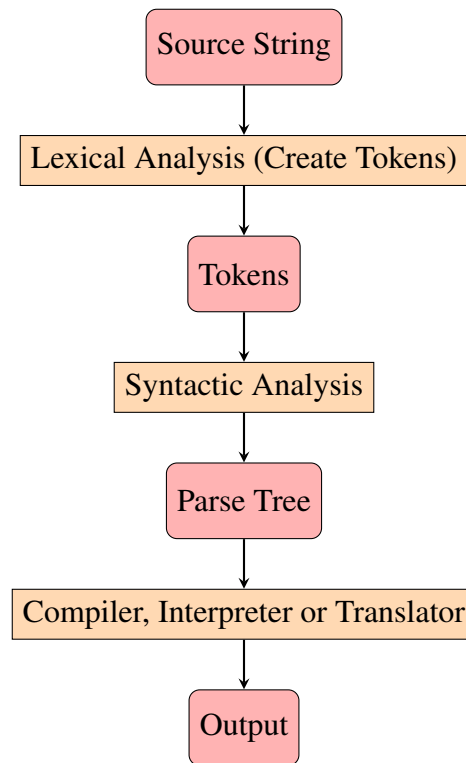 Source String
Lexical Analysis (Create Tokens)
Tokens
Syntactic Analysis
Parse Tree
Compiler, Interpreter or Translator
Output